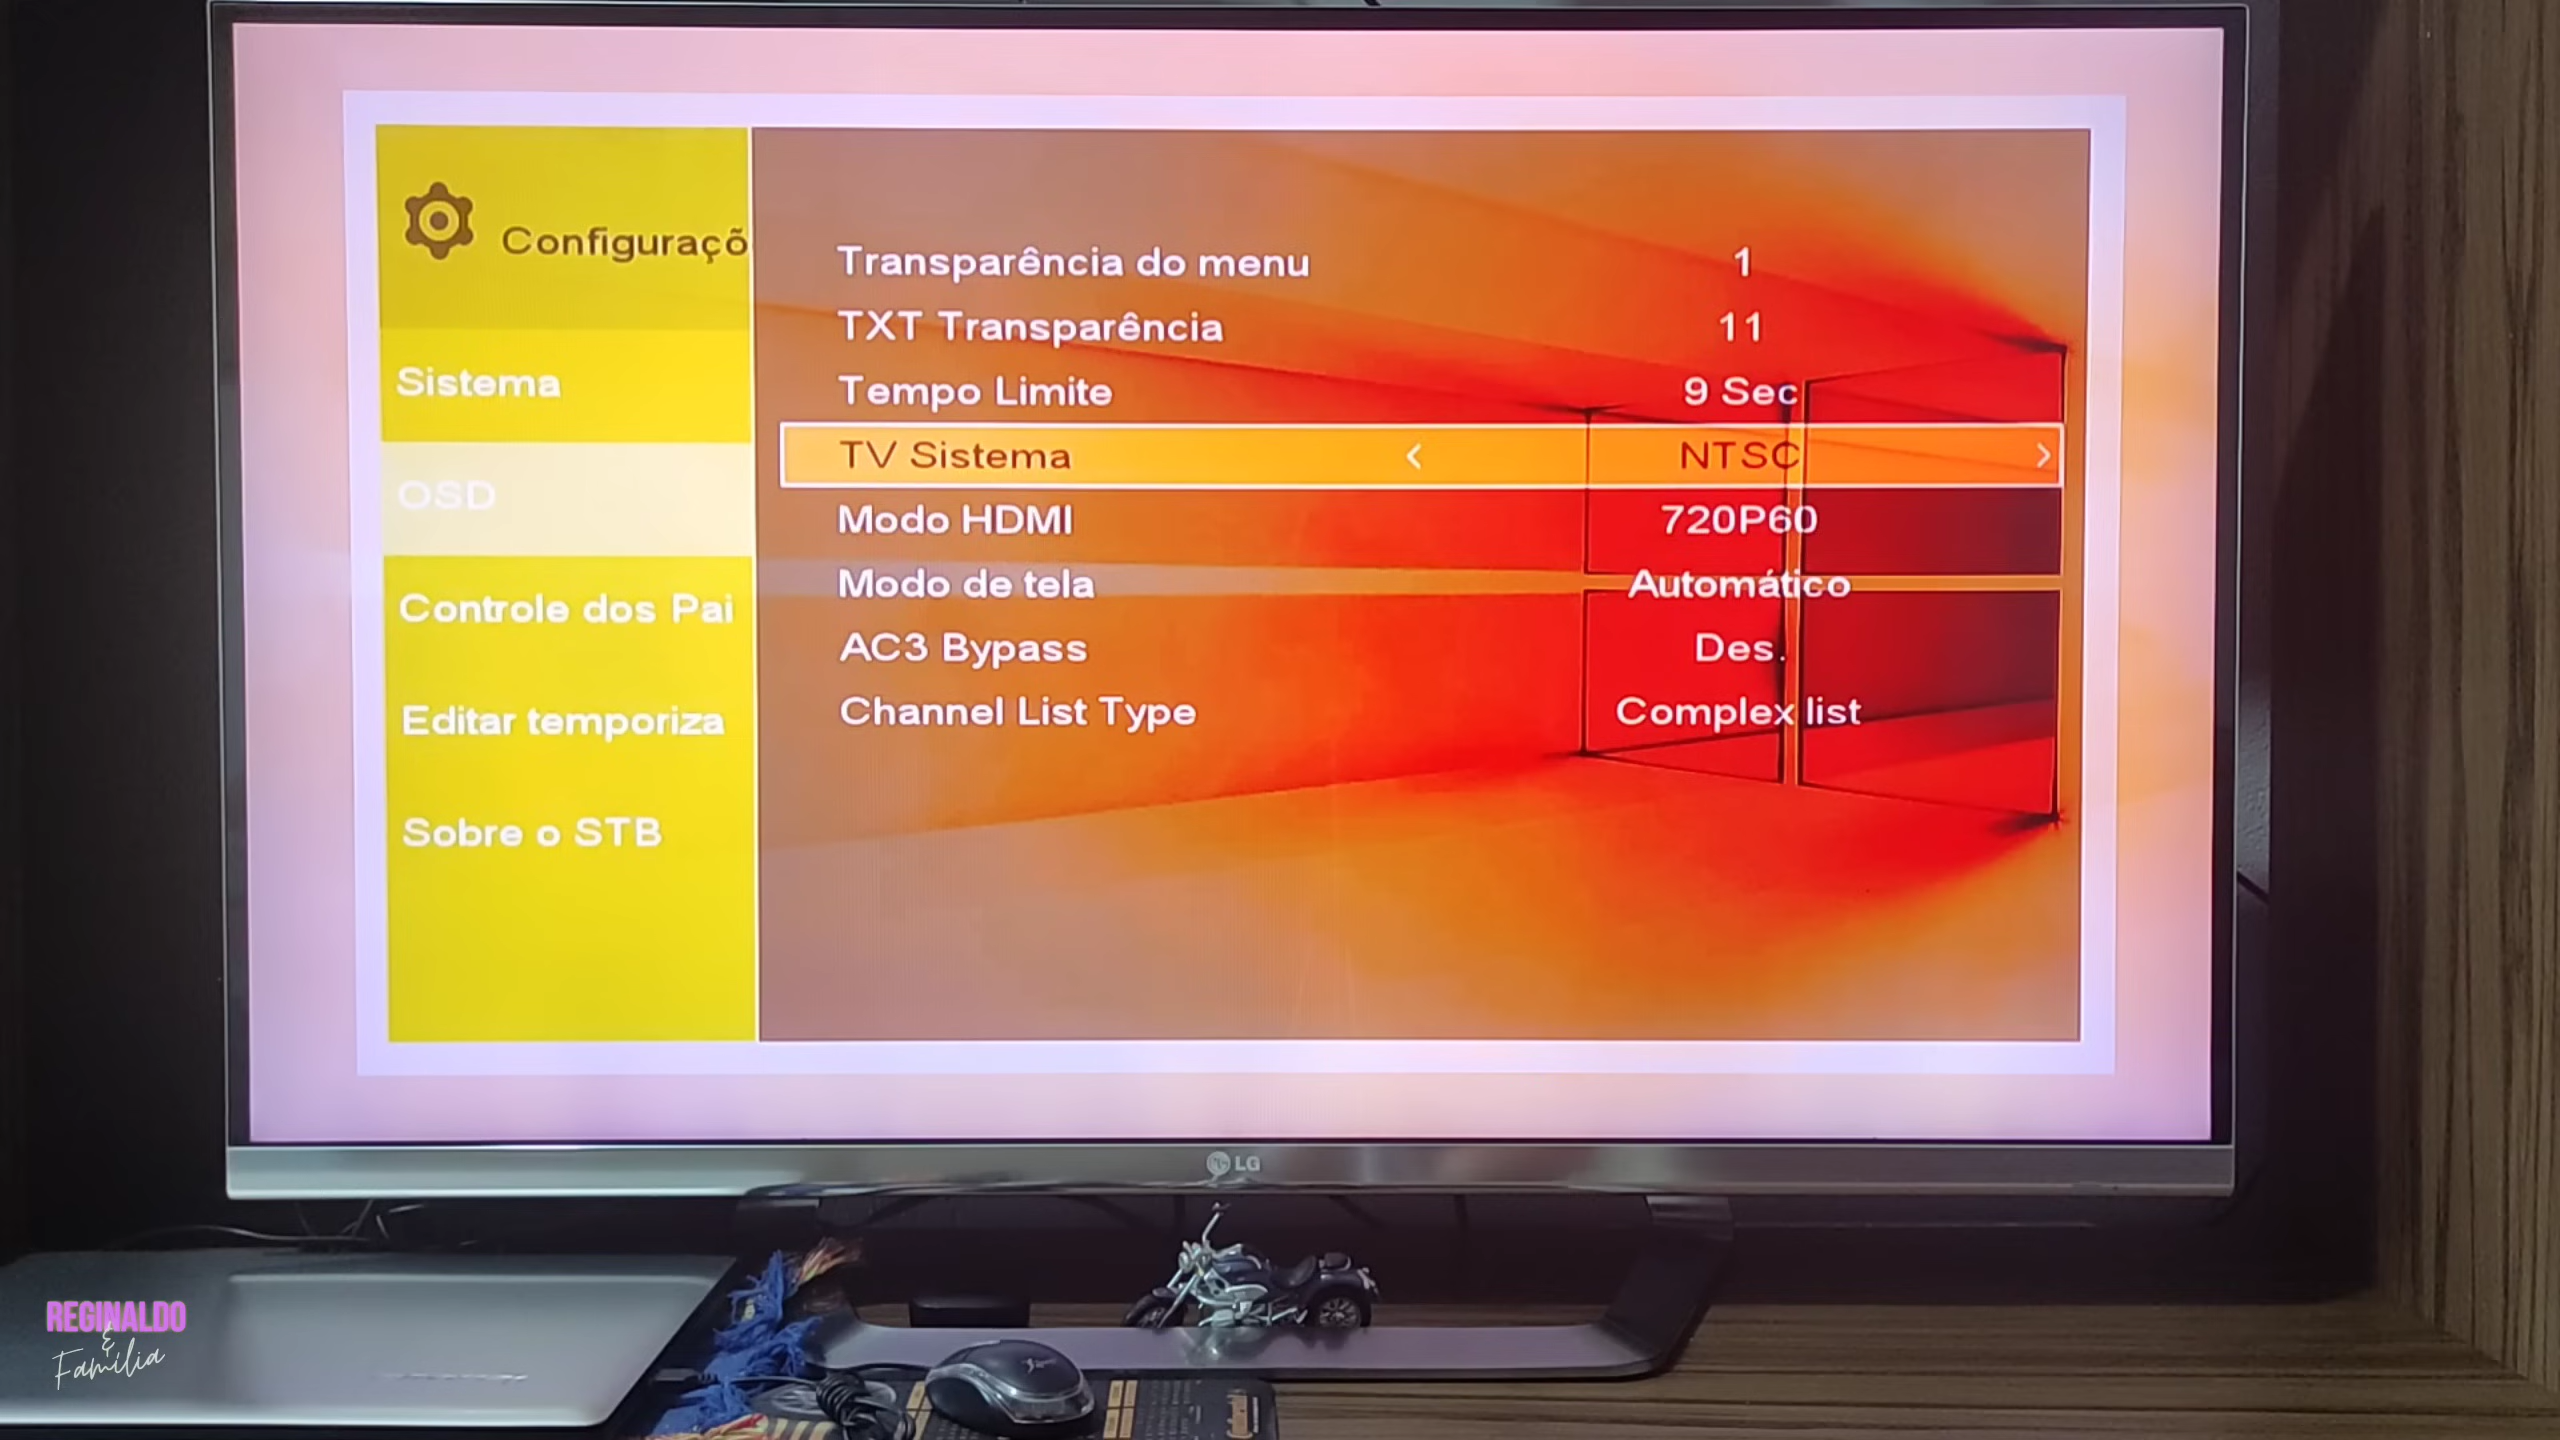 Configuraçõ
Sistema
OSD
Controle dos Pai
Editar temporiza
Sobre o STB
Transparência do menu 1
TXT Transparência 11
Tempo Limite 9 Sec
TV Sistema < NTSC >
Modo HDMI 720P60
Modo de tela Automático
AC3 Bypass Des.
Channel List Type Complex list
LG
REGINALDO
&
Família